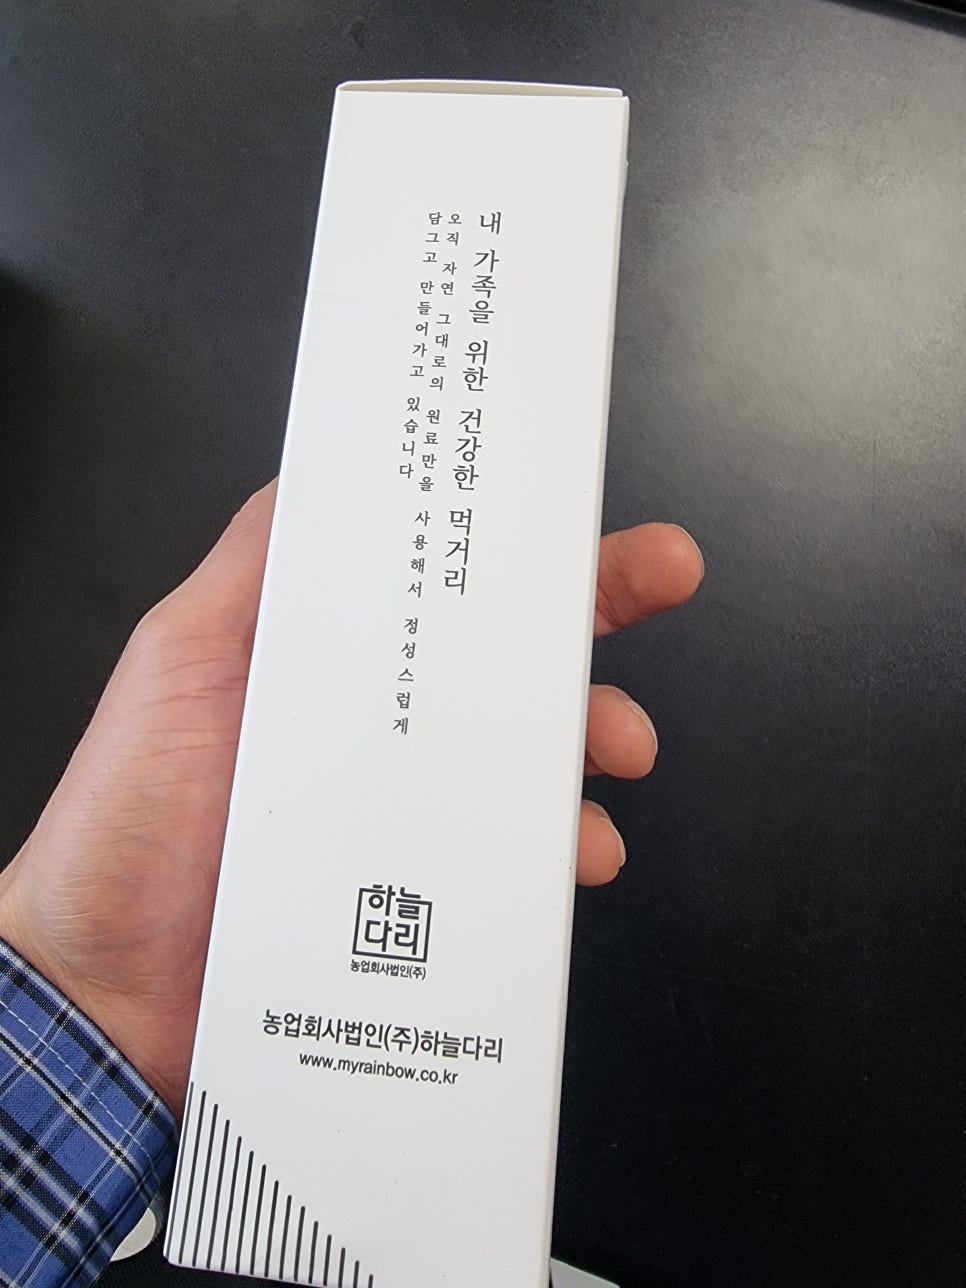 내 가족을 위한 건강한 먹거리
오직 자연 그대로의 원료만을 사용해서 정성스럽게
담그고 만들어가고 있습니다
하늘
다리
농업회사법인(주)
농업회사법인(주)하늘다리
www.myrainbow.co.kr